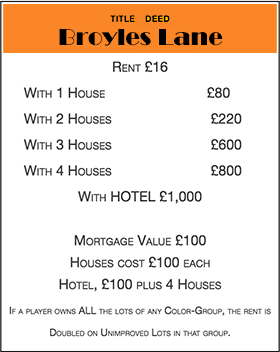 TITLE DEED
Broyles Lane
Rent £16
With 1 House £80
With 2 Houses £220
With 3 Houses £600
With 4 Houses £800
With HOTEL £1,000
Mortgage Value £100
Houses cost £100 each
Hotel, £100 plus 4 Houses
If a player owns ALL the lots of any Color-Group, the rent is
Doubled on Unimproved Lots in that group.